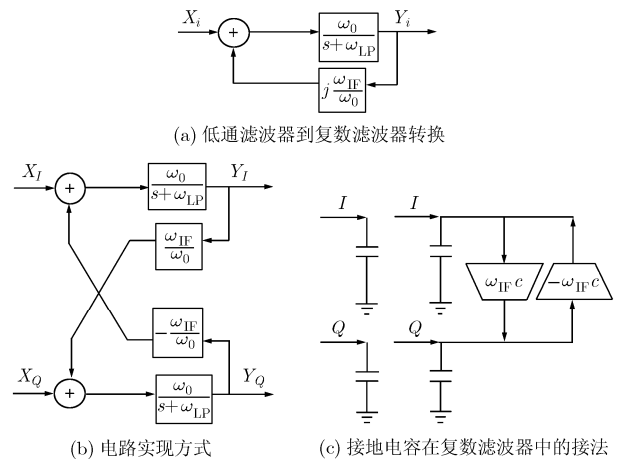 X_i
+
ω_0
s+ω_LP
Y_i
j ω_IF
ω_0
(a) 低通滤波器到复数滤波器转换
X_I
+
ω_0
s+ω_LP
Y_I
ω_IF
ω_0
−ω_IF
ω_0
X_Q
+
ω_0
s+ω_LP
Y_Q
(b) 电路实现方式
I
I
ω_IF c
−ω_IF c
Q
Q
(c) 接地电容在复数滤波器中的接法